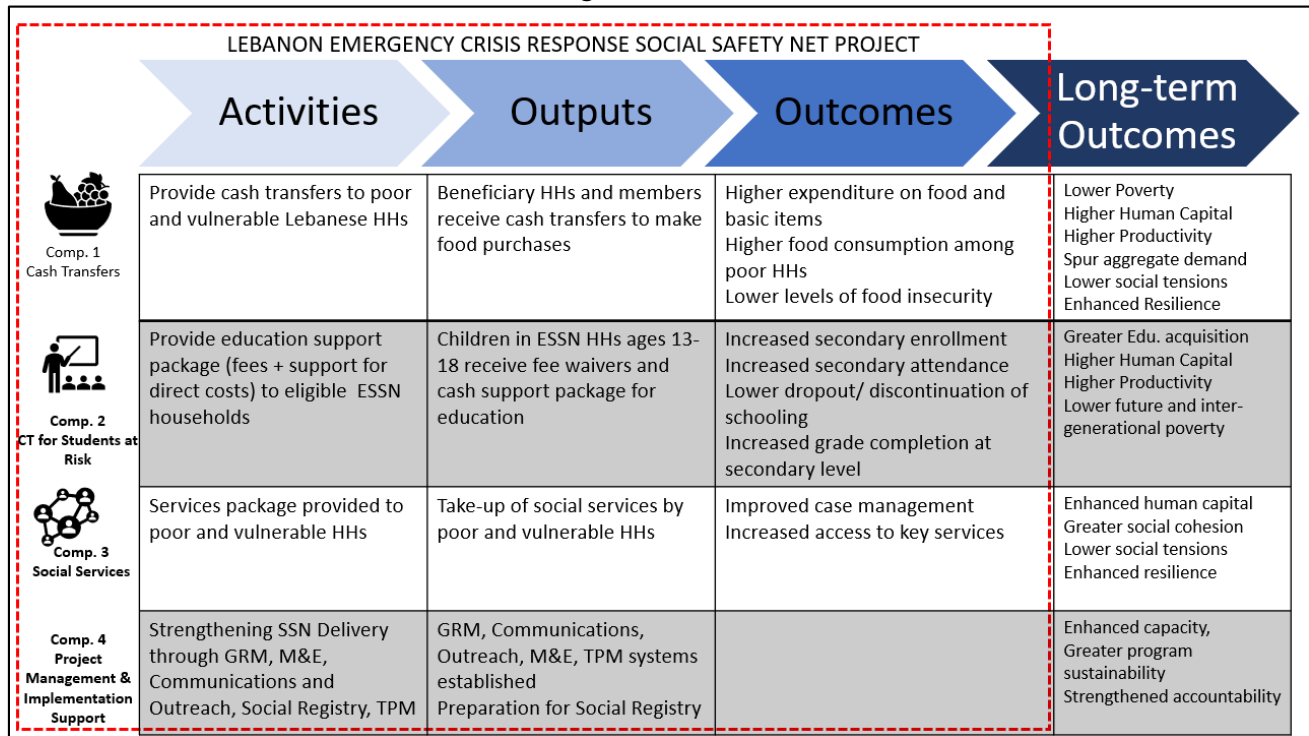 LEBANON EMERGENCY CRISIS RESPONSE SOCIAL SAFETY NET PROJECT
Activities
Outputs
Outcomes
Long-term
Outcomes
Comp. 1
Cash Transfers
Provide cash transfers to poor
and vulnerable Lebanese HHs
Beneficiary HHs and members
receive cash transfers to make
food purchases
Higher expenditure on food and
basic items
Higher food consumption among
poor HHs
Lower levels of food insecurity
Lower Poverty
Higher Human Capital
Higher Productivity
Spur aggregate demand
Lower social tensions
Enhanced Resilience
Comp. 2
CT for Students at
Risk
Provide education support
package (fees + support for
direct costs) to eligible ESSN
households
Children in ESSN HHs ages 13-
18 receive fee waivers and
cash support package for
education
Increased secondary enrollment
Increased secondary attendance
Lower dropout/ discontinuation of
schooling
Increased grade completion at
secondary level
Greater Edu. acquisition
Higher Human Capital
Higher Productivity
Lower future and inter-
generational poverty
Comp. 3
Social Services
Services package provided to
poor and vulnerable HHs
Take-up of social services by
poor and vulnerable HHs
Improved case management
Increased access to key services
Enhanced human capital
Greater social cohesion
Lower social tensions
Enhanced resilience
Comp. 4
Project
Management &
Implementation
Support
Strengthening SSN Delivery
through GRM, M&E,
Communications and
Outreach, Social Registry, TPM
GRM, Communications,
Outreach, M&E, TPM systems
established
Preparation for Social Registry
Enhanced capacity,
Greater program
sustainability
Strengthened accountability